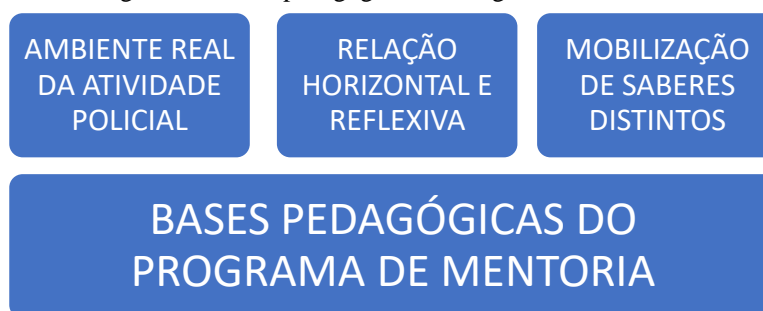 AMBIENTE REAL
DA ATIVIDADE
POLICIAL
RELAÇÃO
HORIZONTAL E
REFLEXIVA
MOBILIZAÇÃO
DE SABERES
DISTINTOS
BASES PEDAGÓGICAS DO
PROGRAMA DE MENTORIA